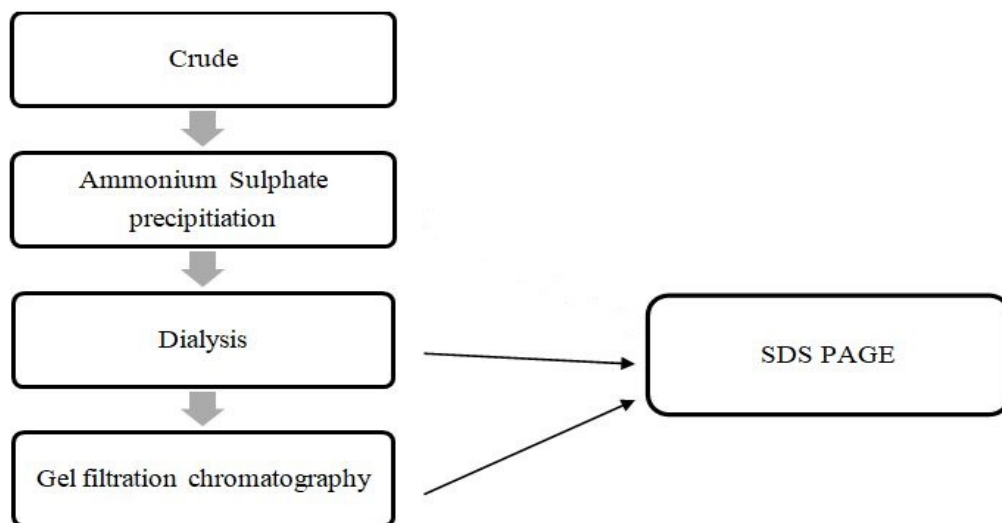 Crude
Ammonium Sulphate
precipitiation
Dialysis
SDS PAGE
Gel filtration chromatography